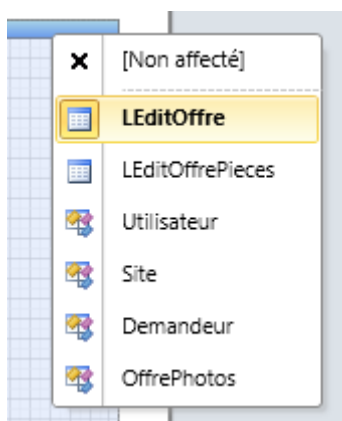 [Non affecté]
LEditOffre
LEditOffrePieces
Utilisateur
Site
Demandeur
OffrePhotos